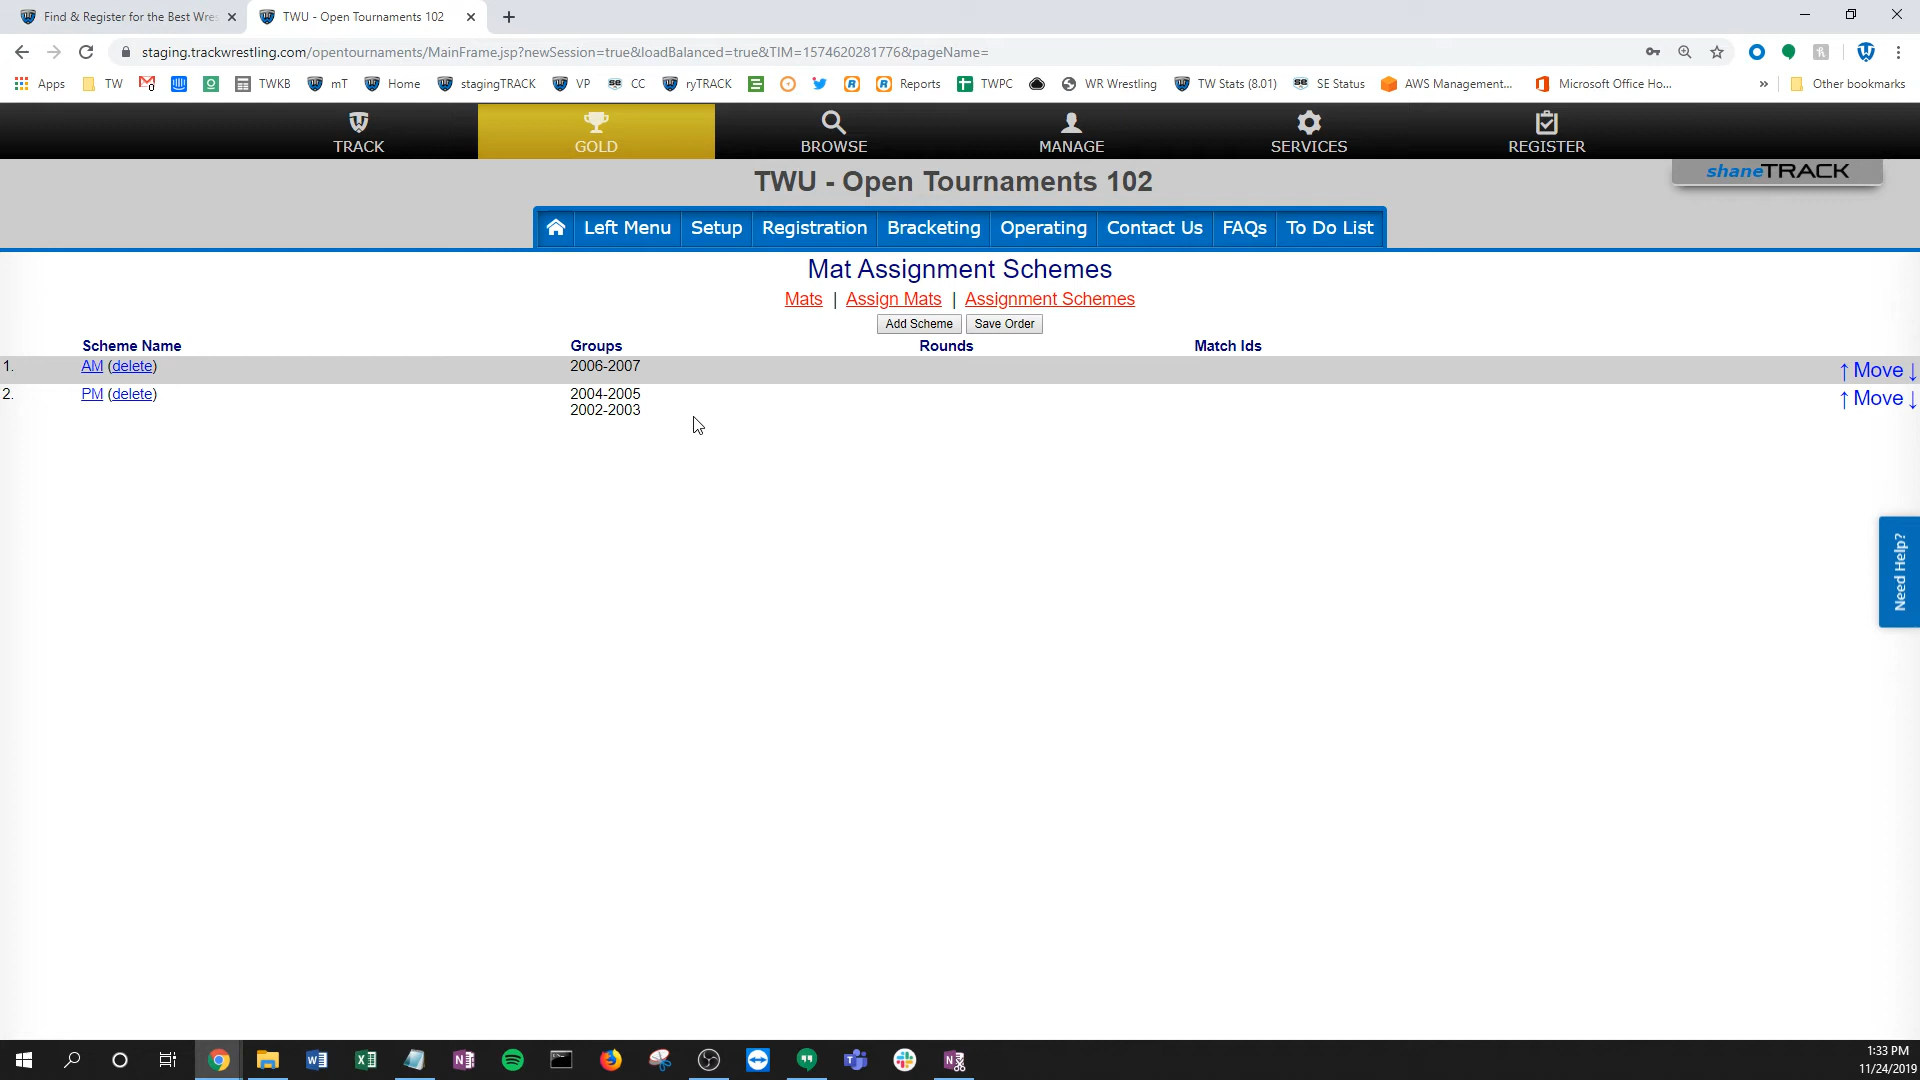 Find & Register for the Best Wres
TWU - Open Tournaments 102
staging.trackwrestling.com/opentournaments/MainFrame.jsp?newSession=true&loadBalanced=true&TIM=1574620281776&pageName=
Apps TW TWKB mT Home stagingTRACK VP CC ryTRACK Reports TWPC WR Wrestling TW Stats (8.01) SE Status AWS Management... Microsoft Office Ho... » Other bookmarks
TRACK GOLD BROWSE MANAGE SERVICES REGISTER
TWU - Open Tournaments 102
shaneTRACK
Left Menu Setup Registration Bracketing Operating Contact Us FAQs To Do List
Mat Assignment Schemes
Mats | Assign Mats | Assignment Schemes
Add Scheme Save Order
Scheme Name Groups Rounds Match Ids
1. AM (delete) 2006-2007 ↑ Move ↓
2. PM (delete) 2004-2005 ↑ Move ↓
2002-2003
Need Help?
1:33 PM
11/24/2019